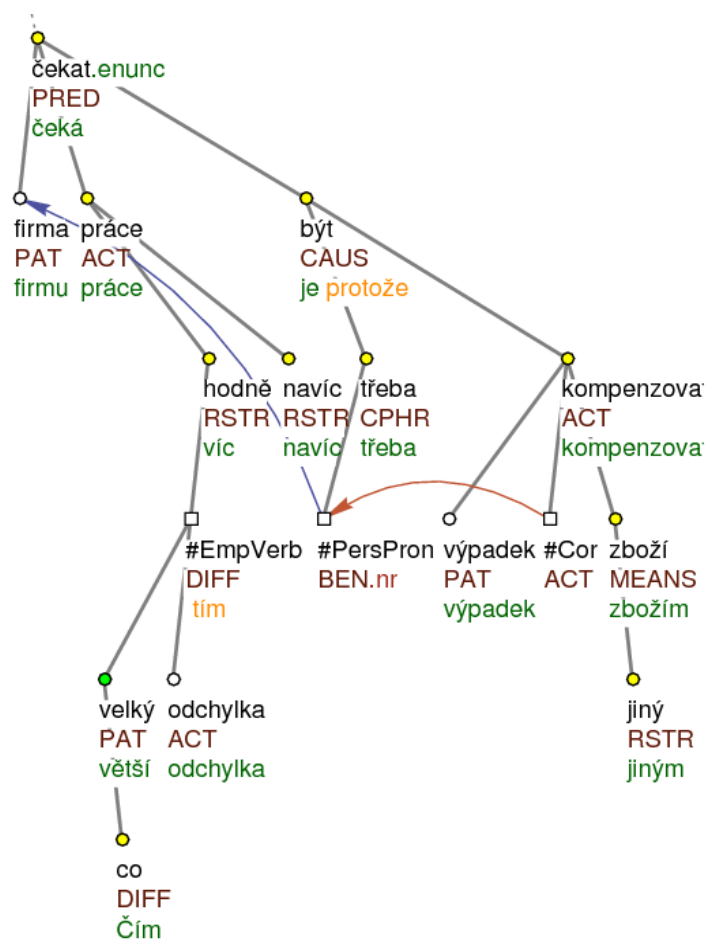 čekat.enunc
PRED
čeká
firma práce být
PAT ACT CAUS
firmu práce je protože
hodně navíc třeba kompenzovat
RSTR RSTR CPHR ACT
víc navíc třeba kompenzovat
#EmpVerb #PersPron výpadek #Cor zboží
DIFF BEN.nr PAT ACT MEANS
tím výpadek zbožím
velký odchylka jiný
PAT ACT RSTR
větší odchylka jiným
co
DIFF
Čím